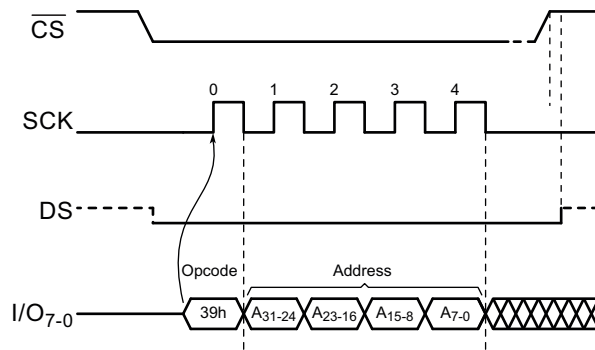 CS
0 1 2 3 4
SCK
DS
Opcode Address
I/O7-0 39h A31-24 A23-16 A15-8 A7-0